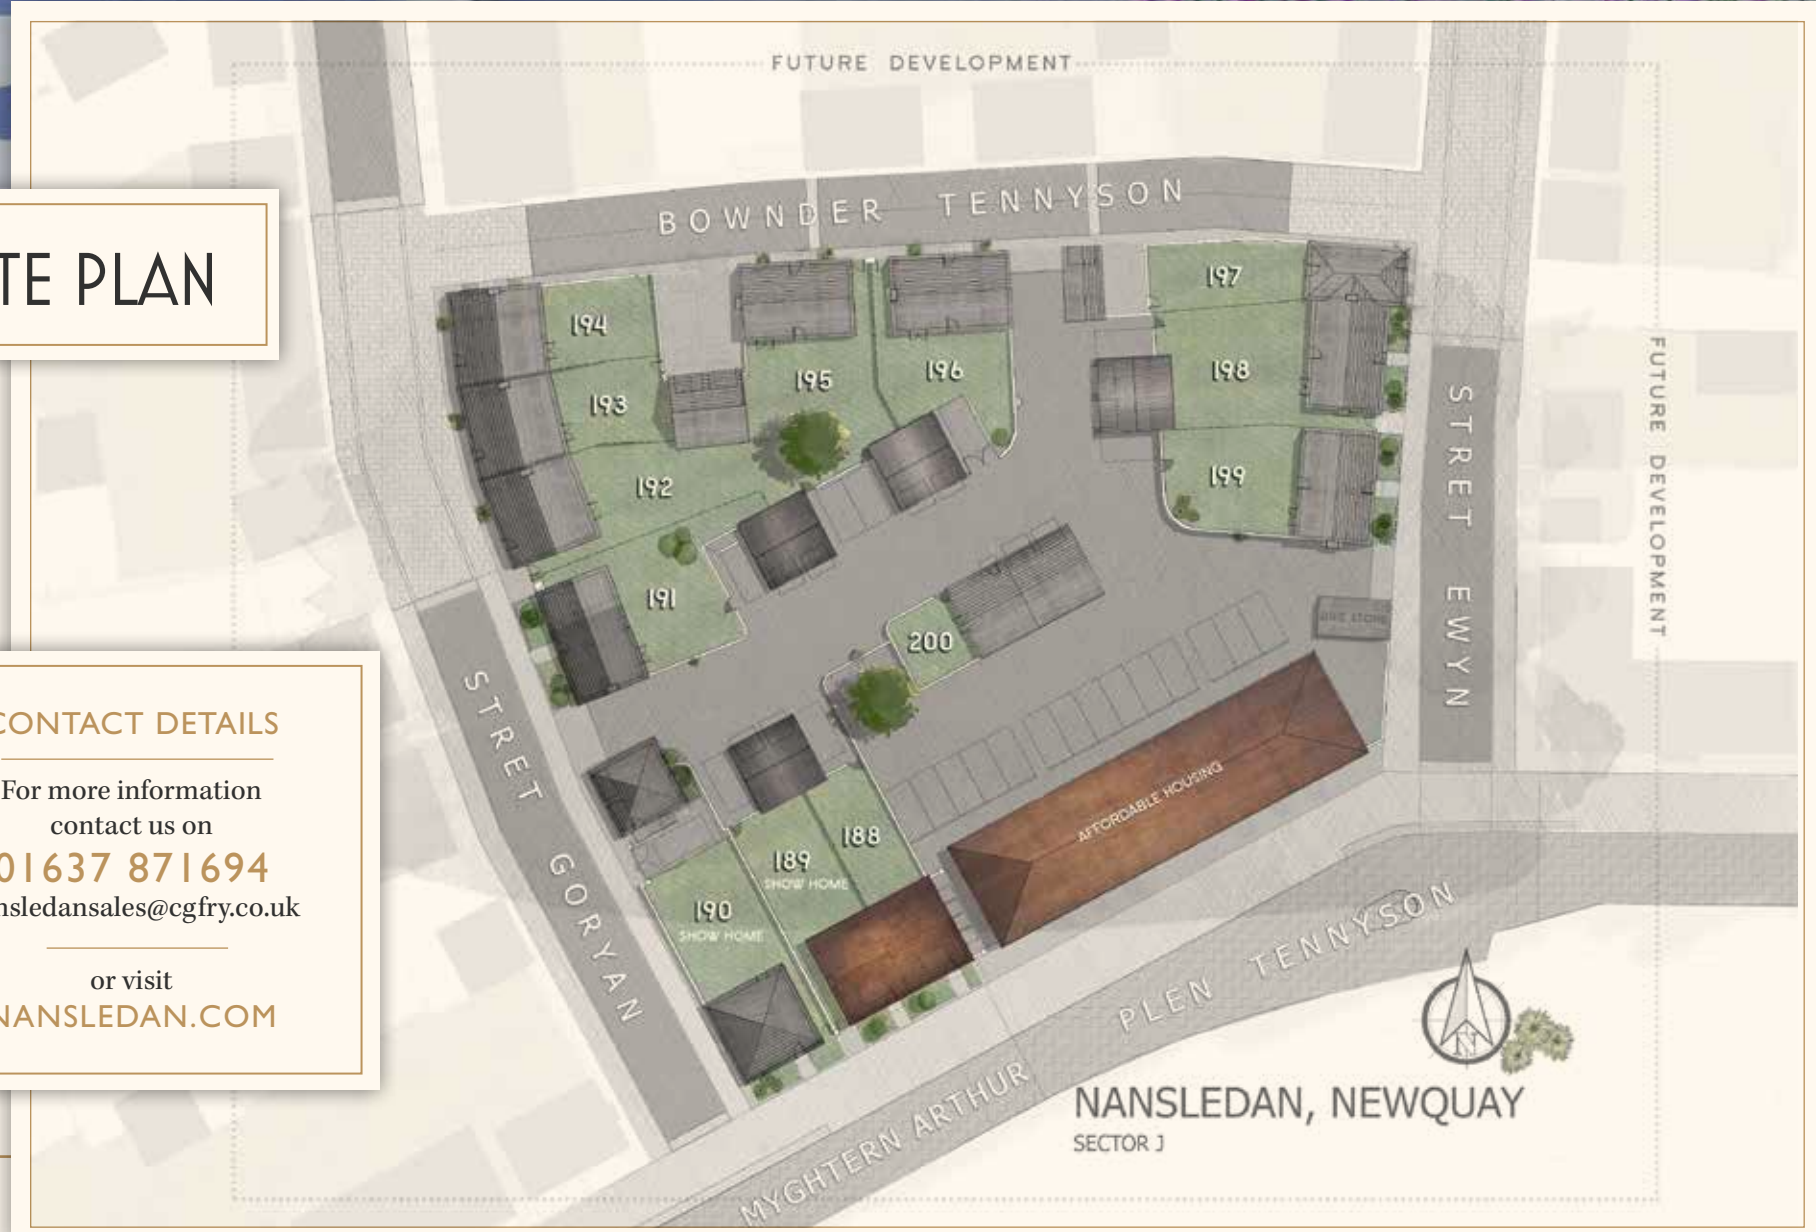 FUTURE DEVELOPMENT
BOWNDER TENNYSON
TE PLAN
194
193
192
191
195
196
197
198
199
200
188
189
SHOW HOME
190
SHOW HOME
STRET GORYAN
STRET EWYN
FUTURE DEVELOPMENT
STORE
AFFORDABLE HOUSING
PLEN TENNYSON
MYGHTERN ARTHUR
CONTACT DETAILS
For more information
contact us on
01637 871694
nsledansales@cgfry.co.uk
or visit
NANSLEDAN.COM
N
NANSLEDAN, NEWQUAY
SECTOR J